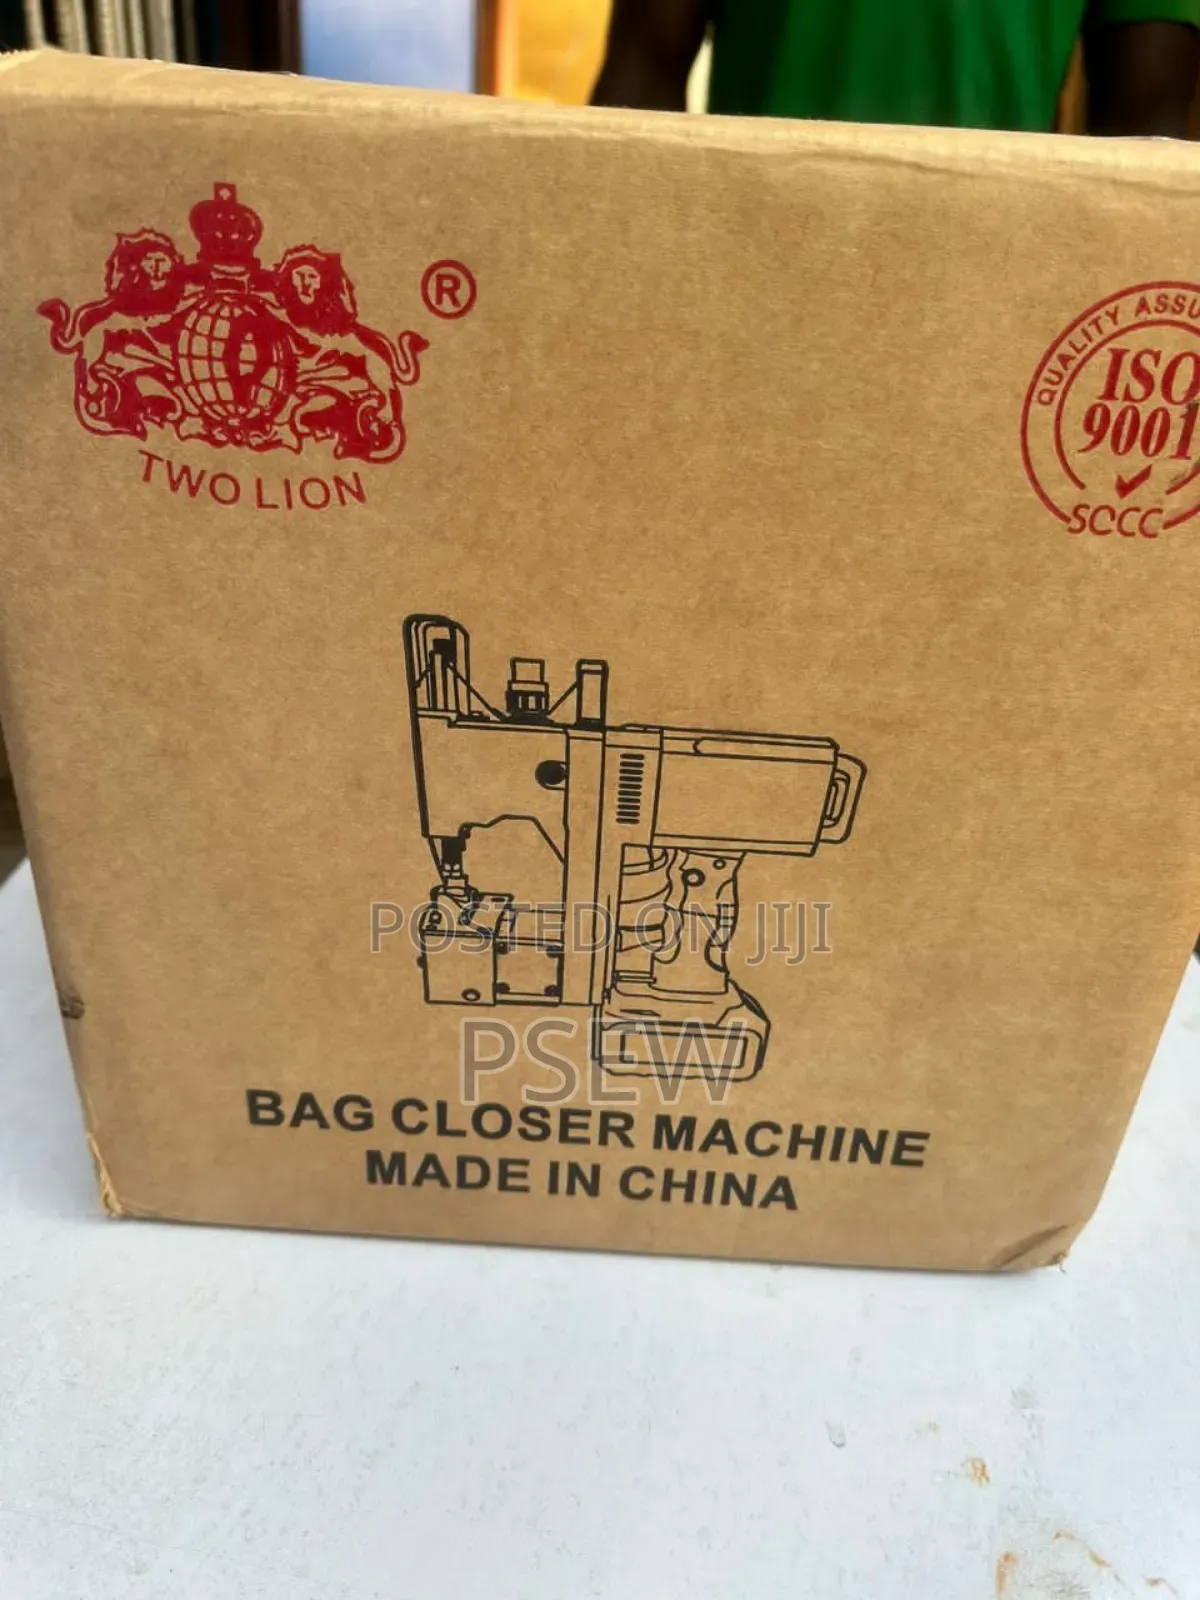 ®
TWO LION
QUALITY ASSU
ISO
9001
SCCC
POSTED ON JIJI
PSEW
BAG CLOSER MACHINE
MADE IN CHINA